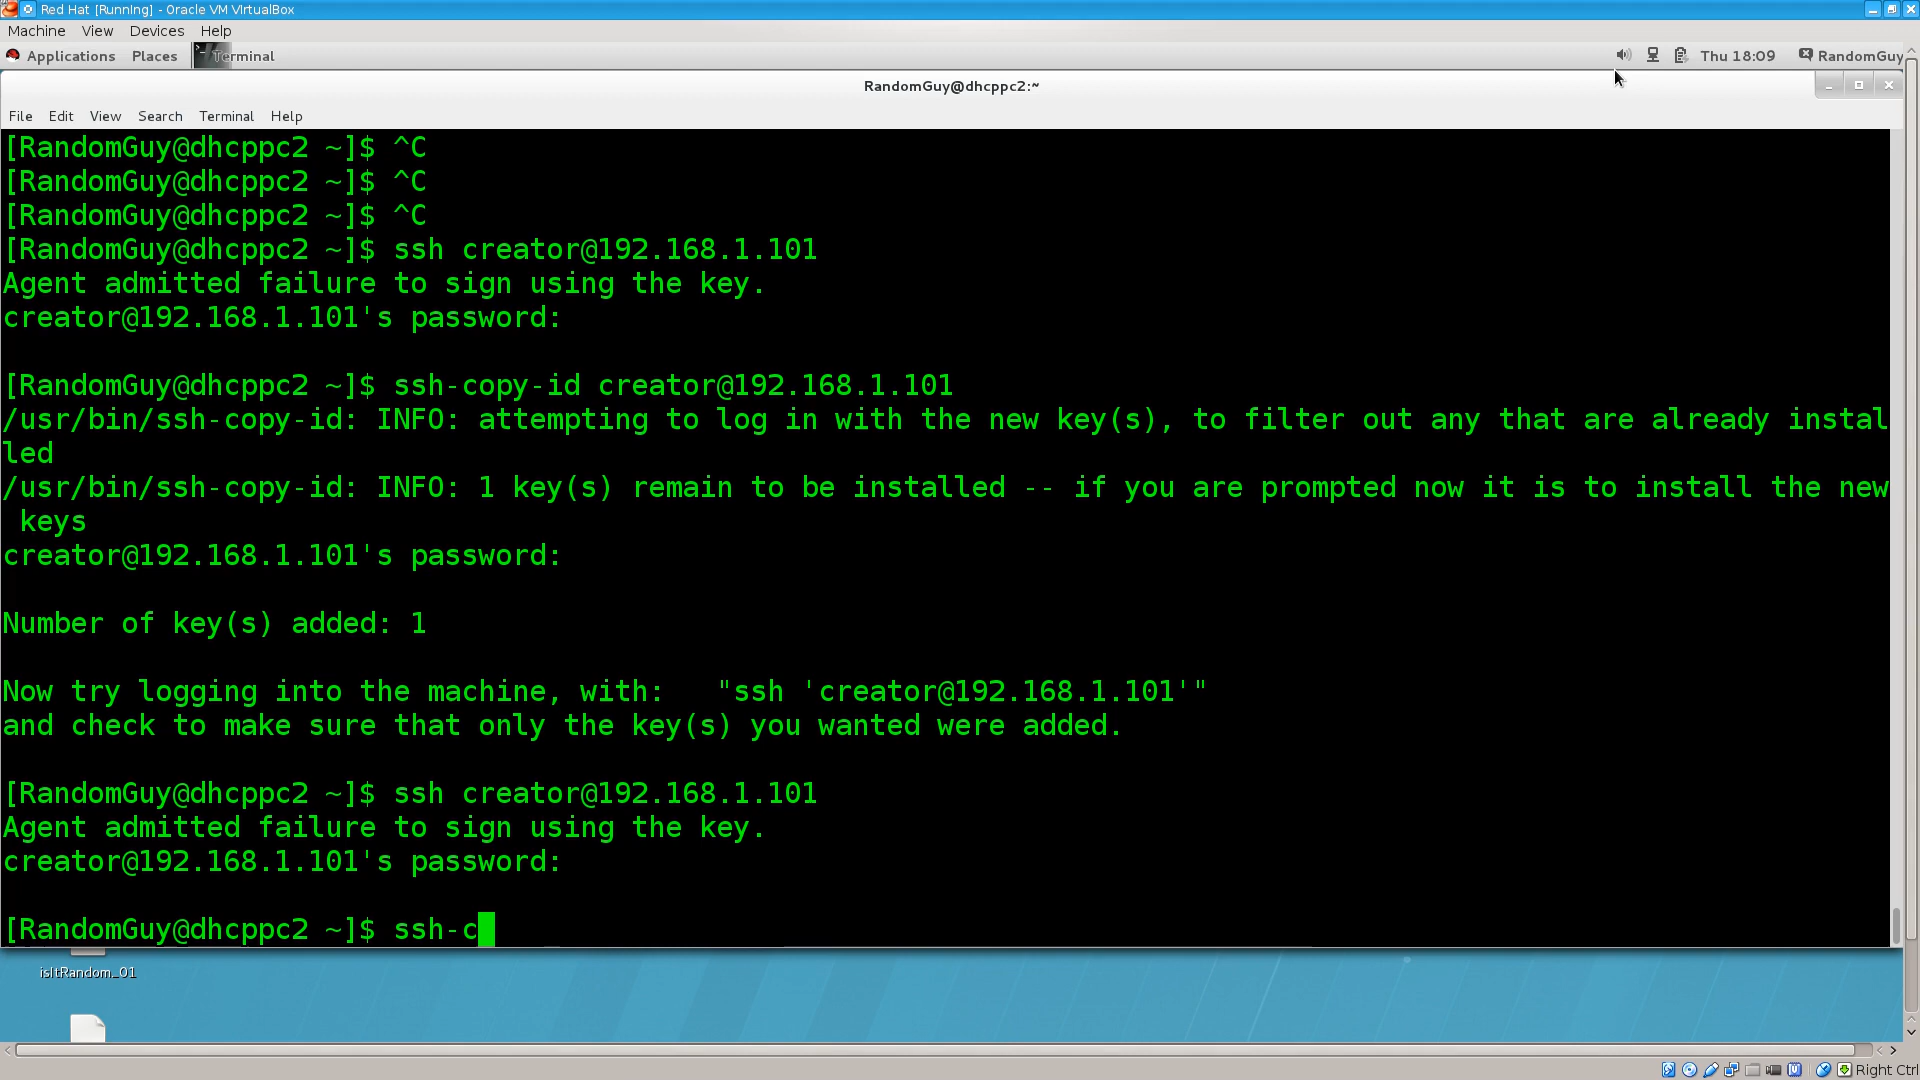 Red Hat [Running] - Oracle VM VirtualBox
Machine View Devices Help
Applications Places Terminal Thu 18:09 RandomGuy
RandomGuy@dhcppc2:~
File Edit View Search Terminal Help
[RandomGuy@dhcppc2 ~]$ ^C
[RandomGuy@dhcppc2 ~]$ ^C
[RandomGuy@dhcppc2 ~]$ ^C
[RandomGuy@dhcppc2 ~]$ ssh creator@192.168.1.101
Agent admitted failure to sign using the key.
creator@192.168.1.101's password:
[RandomGuy@dhcppc2 ~]$ ssh-copy-id creator@192.168.1.101
/usr/bin/ssh-copy-id: INFO: attempting to log in with the new key(s), to filter out any that are already instal
led
/usr/bin/ssh-copy-id: INFO: 1 key(s) remain to be installed -- if you are prompted now it is to install the new
 keys
creator@192.168.1.101's password:
Number of key(s) added: 1
Now try logging into the machine, with:   "ssh 'creator@192.168.1.101'"
and check to make sure that only the key(s) you wanted were added.
[RandomGuy@dhcppc2 ~]$ ssh creator@192.168.1.101
Agent admitted failure to sign using the key.
creator@192.168.1.101's password:
[RandomGuy@dhcppc2 ~]$ ssh-c
isItRandom_01
Right Ctrl